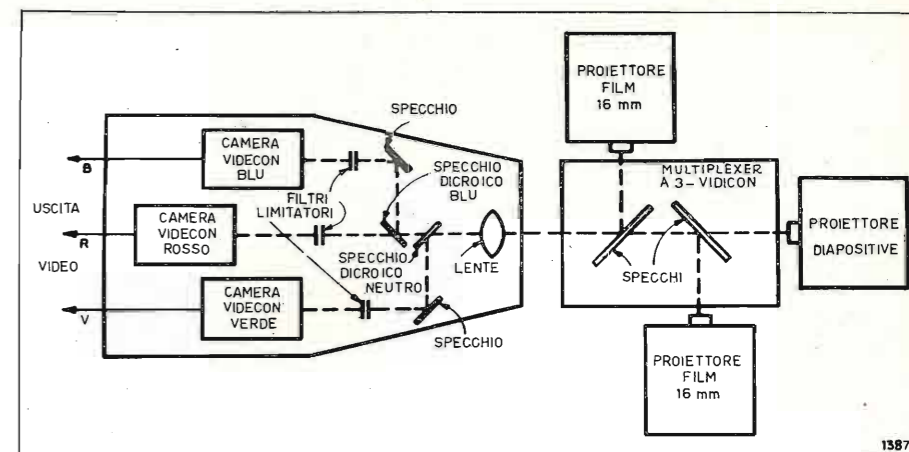 PROIETTORE
FILM
16 mm
SPECCHIO
CAMERA
VIDECON
BLU
B
SPECCHIO
DICROICO
BLU
MULTIPLEXER
A 3-VIDICON
FILTRI
LIMITATORI
USCITA
R
VIDEO
CAMERA
VIDECON
ROSSO
SPECCHIO
DICROICO
NEUTRO
LENTE
SPECCHI
PROIETTORE
DIAPOSITIVE
CAMERA
VIDECON
VERDE
V
SPECCHIO
PROIETTORE
FILM
16 mm
1387